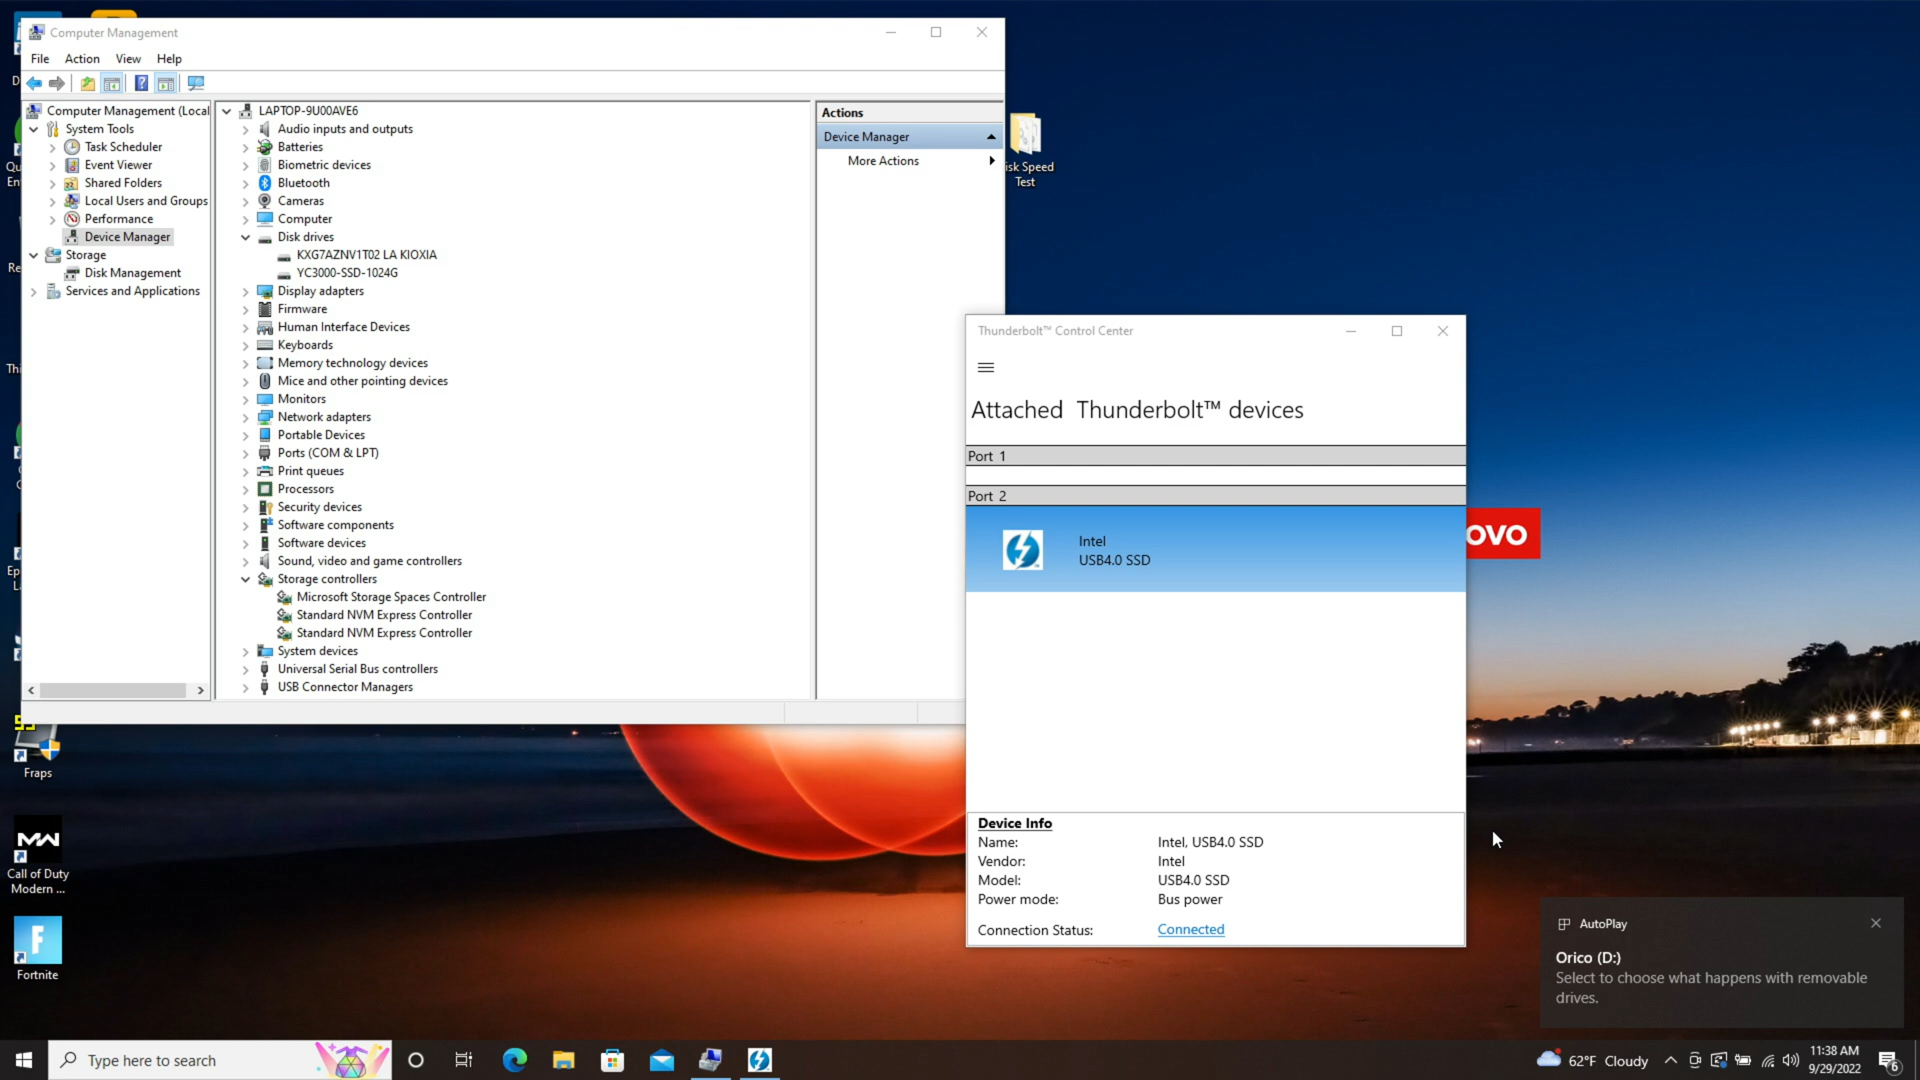 Computer Management
File Action View Help
Computer Management (Local
System Tools
Task Scheduler
Event Viewer
Shared Folders
Local Users and Groups
Performance
Device Manager
Storage
Disk Management
Services and Applications
LAPTOP-9U00AVE6
Audio inputs and outputs
Batteries
Biometric devices
Bluetooth
Cameras
Computer
Disk drives
KXG7AZNV1T02 LA KIOXIA
YC3000-SSD-1024G
Display adapters
Firmware
Human Interface Devices
Keyboards
Memory technology devices
Mice and other pointing devices
Monitors
Network adapters
Portable Devices
Ports (COM & LPT)
Print queues
Processors
Security devices
Software components
Software devices
Sound, video and game controllers
Storage controllers
Microsoft Storage Spaces Controller
Standard NVM Express Controller
Standard NVM Express Controller
System devices
Universal Serial Bus controllers
USB Connector Managers
Actions
Device Manager
More Actions
isk Speed
Test
Thunderbolt™ Control Center
Attached Thunderbolt™ devices
Port 1
Port 2
Intel
USB4.0 SSD
Device Info
Name: Intel, USB4.0 SSD
Vendor: Intel
Model: USB4.0 SSD
Power mode: Bus power
Connection Status: Connected
ovo
Fraps
Call of Duty
Modern ...
Fortnite
AutoPlay
Orico (D:)
Select to choose what happens with removable
drives.
Type here to search
62°F Cloudy
11:38 AM
9/29/2022
6